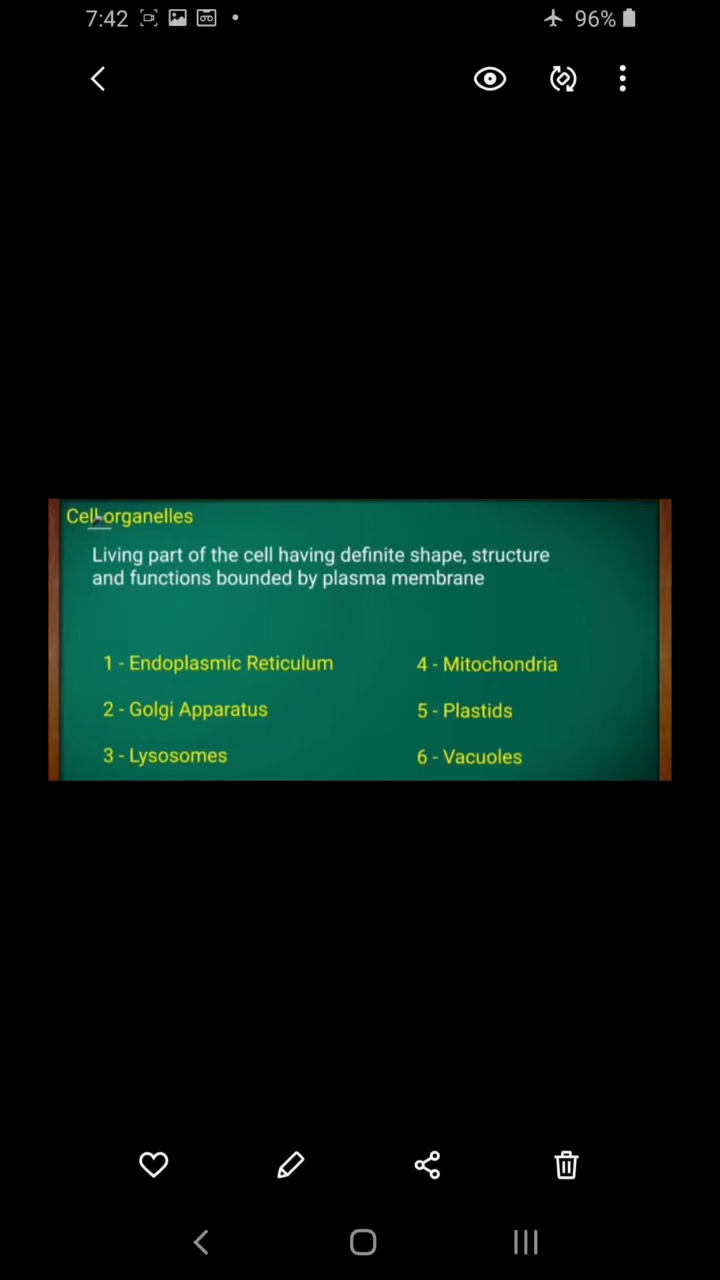 7:42 96%
Cell organelles
Living part of the cell having definite shape, structure
and functions bounded by plasma membrane
1 - Endoplasmic Reticulum
4 - Mitochondria
2 - Golgi Apparatus
5 - Plastids
3 - Lysosomes
6 - Vacuoles